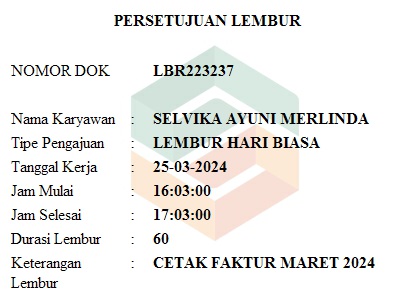 PERSETUJUAN LEMBUR
NOMOR DOK LBR223237
Nama Karyawan : SELVIKA AYUNI MERLINDA
Tipe Pengajuan : LEMBUR HARI BIASA
Tanggal Kerja : 25-03-2024
Jam Mulai : 16:03:00
Jam Selesai : 17:03:00
Durasi Lembur : 60
Keterangan : CETAK FAKTUR MARET 2024
Lembur